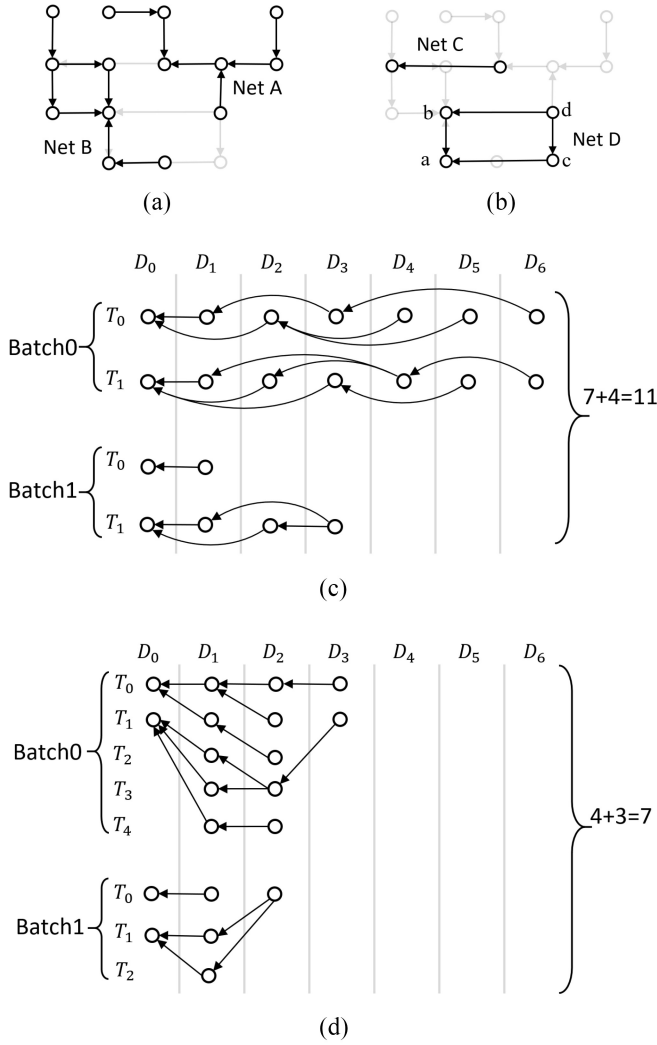 Net A
Net B
(a)
Net C
b
d
Net D
a
c
(b)
D₀ D₁ D₂ D₃ D₄ D₅ D₆
T₀
Batch0
T₁
7+4=11
T₀
Batch1
T₁
(c)
D₀ D₁ D₂ D₃ D₄ D₅ D₆
T₀
T₁
Batch0
T₂
T₃
T₄
4+3=7
T₀
Batch1
T₁
T₂
(d)